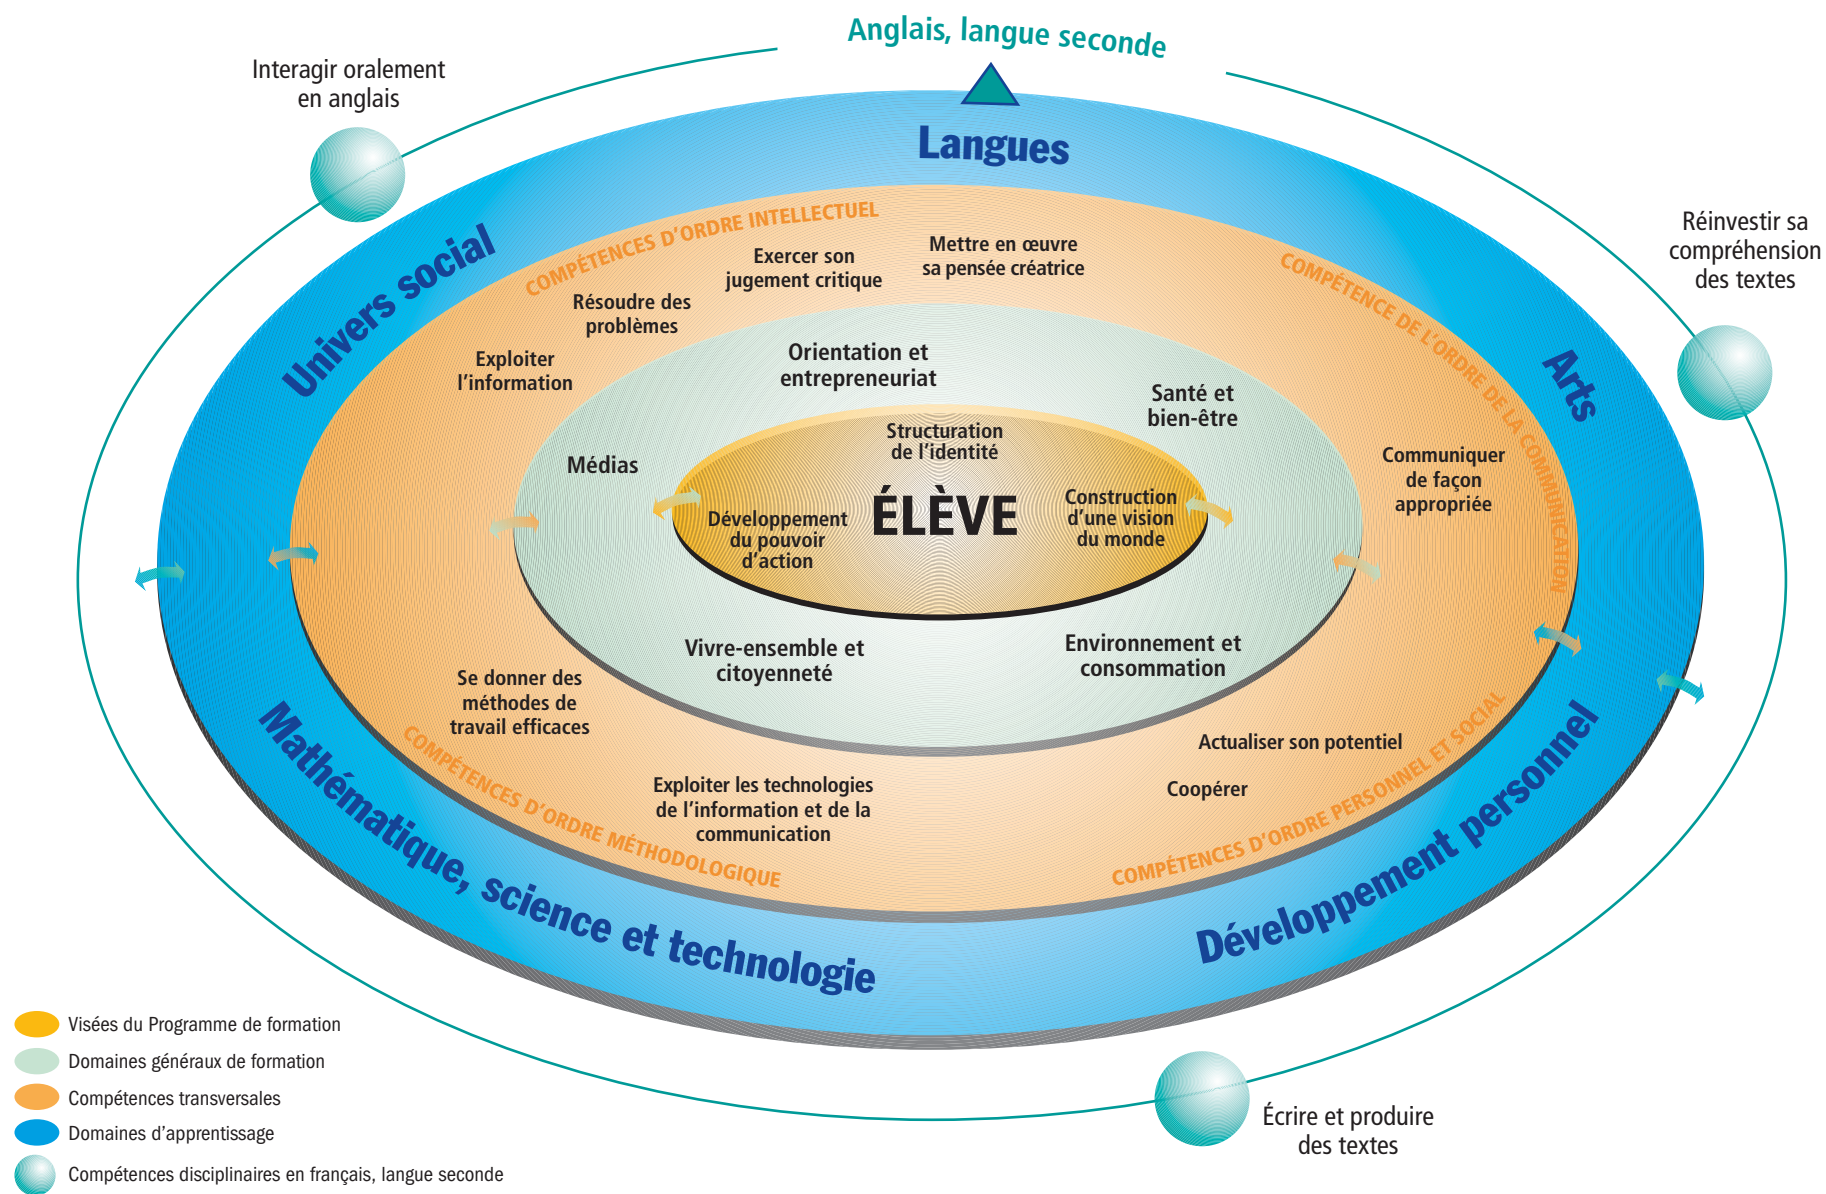 Anglais, langue seconde
Interagir oralement
en anglais
Réinvestir sa
compréhension
des textes
Écrire et produire
des textes
Langues
Univers social
Arts
Mathématique, science et technologie
Développement personnel
COMPÉTENCES D'ORDRE INTELLECTUEL
Exploiter
l'information
Résoudre des
problèmes
Exercer son
jugement critique
Mettre en œuvre
sa pensée créatrice
COMPÉTENCE DE L'ORDRE DE LA COMMUNICATION
Communiquer
de façon
appropriée
COMPÉTENCES D'ORDRE MÉTHODOLOGIQUE
Se donner des
méthodes de
travail efficaces
Exploiter les technologies
de l'information et de la
communication
COMPÉTENCES D'ORDRE PERSONNEL ET SOCIAL
Actualiser son potentiel
Coopérer
Orientation et
entrepreneuriat
Santé et
bien-être
Médias
Vivre-ensemble et
citoyenneté
Environnement et
consommation
Structuration
de l'identité
ÉLÈVE
Développement
du pouvoir
d'action
Construction
d'une vision
du monde
Visées du Programme de formation
Domaines généraux de formation
Compétences transversales
Domaines d'apprentissage
Compétences disciplinaires en français, langue seconde